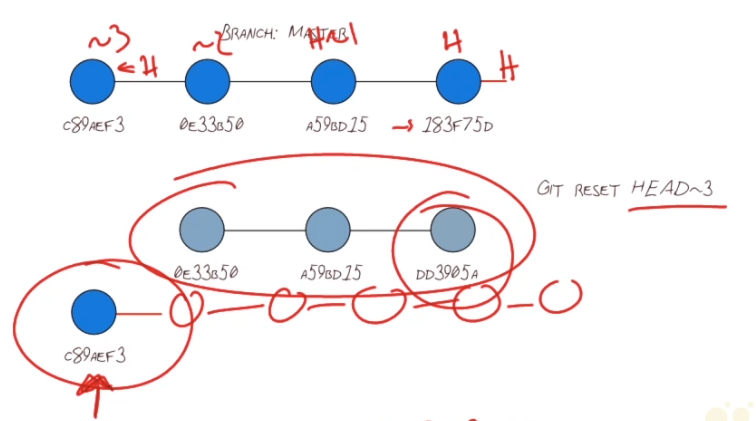 BRANCH: MASTER
~3 ~2 H~1 H
H H
C89AEF3 0E33B50 A59BD15 183F75D
GIT RESET HEAD~3
0E33B50 A59BD15 DD3905A
C89AEF3